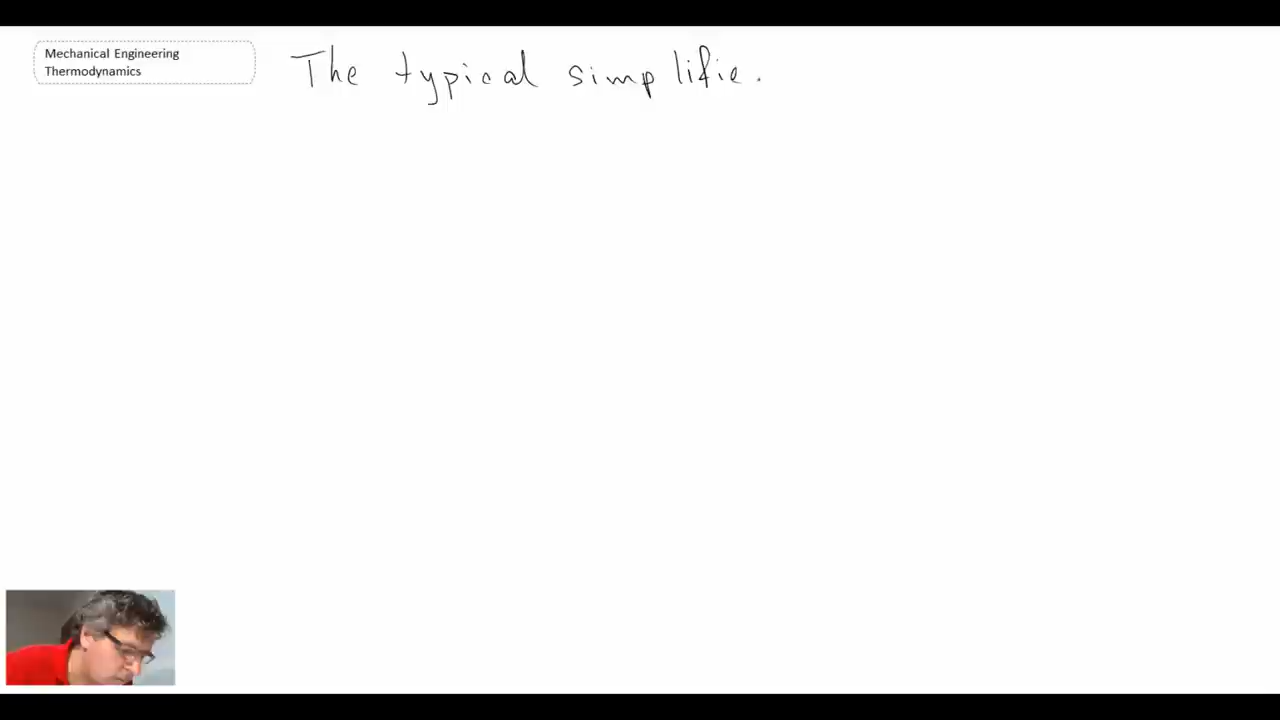 Mechanical Engineering
Thermodynamics
The typical simplifie.